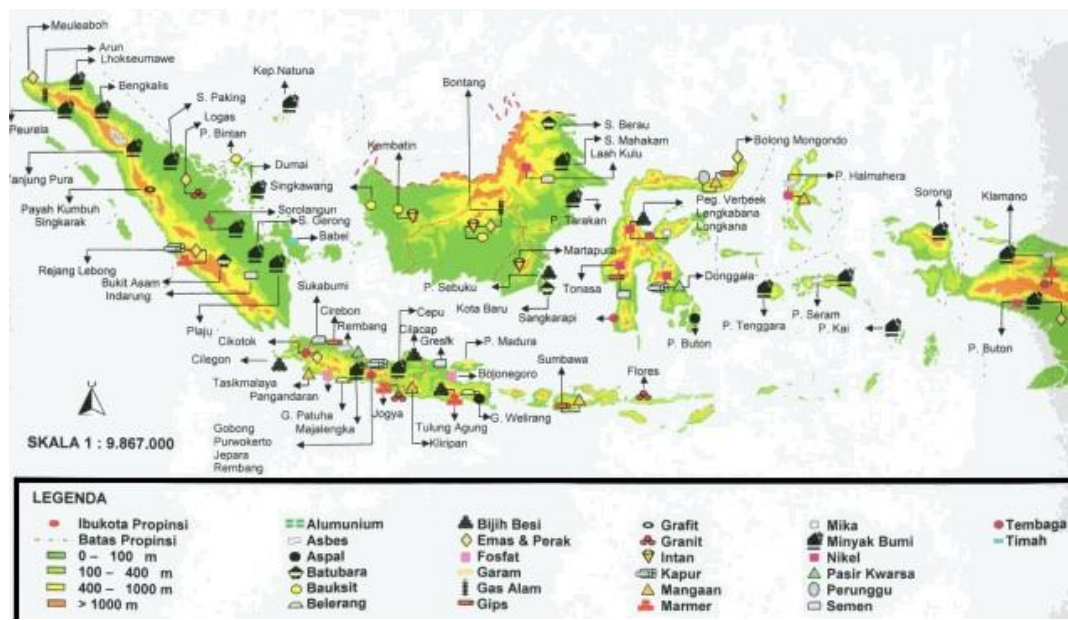 Meuleaboh
Arun
Lhokseumawe
Bengkalis
Kep.Natuna
S. Paking
Logas
P. Bintan
Dumai
Singkawang
Kembatin
Bontang
S. Berau
S. Mahakam
Laah Kulu
Bolong Mongondo
P. Halmahera
Sorong
Klamano
Peurela
anjung Pura
Payah Kumbuh
Singkarak
Sorolangun
S. Gerong
Babel
P. Tarakan
Peg. Verbeek
Lengkabana
Longkana
Rejang Lebong
Bukit Asam
Indarung
Plaju
Sukabumi
Cirebon
Rembang
Cepu
Cilacap
Gresik
P. Sebuku
Martapura
Kota Baru
Sangkarapi
Tonasa
Donggala
P. Buton
P. Tenggara
P. Seram
P. Kai
P. Buton
Cikotok
Cilegon
P. Madura
Bojonegoro
Sumbawa
Flores
Tasikmalaya
Pangandaran
G. Patuha
Majalengka
Jogya
Tulung Agung
Kliripan
G. Welirang
Gobong
Purwokerto
Jepara
Rembang
SKALA 1 : 9.867.000
LEGENDA
Ibukota Propinsi
Batas Propinsi
0 – 100 m
100 – 400 m
400 – 1000 m
> 1000 m
Alumunium
Asbes
Aspal
Batubara
Bauksit
Belerang
Bijih Besi
Emas & Perak
Fosfat
Garam
Gas Alam
Gips
Grafit
Granit
Intan
Kapur
Mangaan
Marmer
Mika
Minyak Bumi
Nikel
Pasir Kwarsa
Perunggu
Semen
Tembaga
Timah